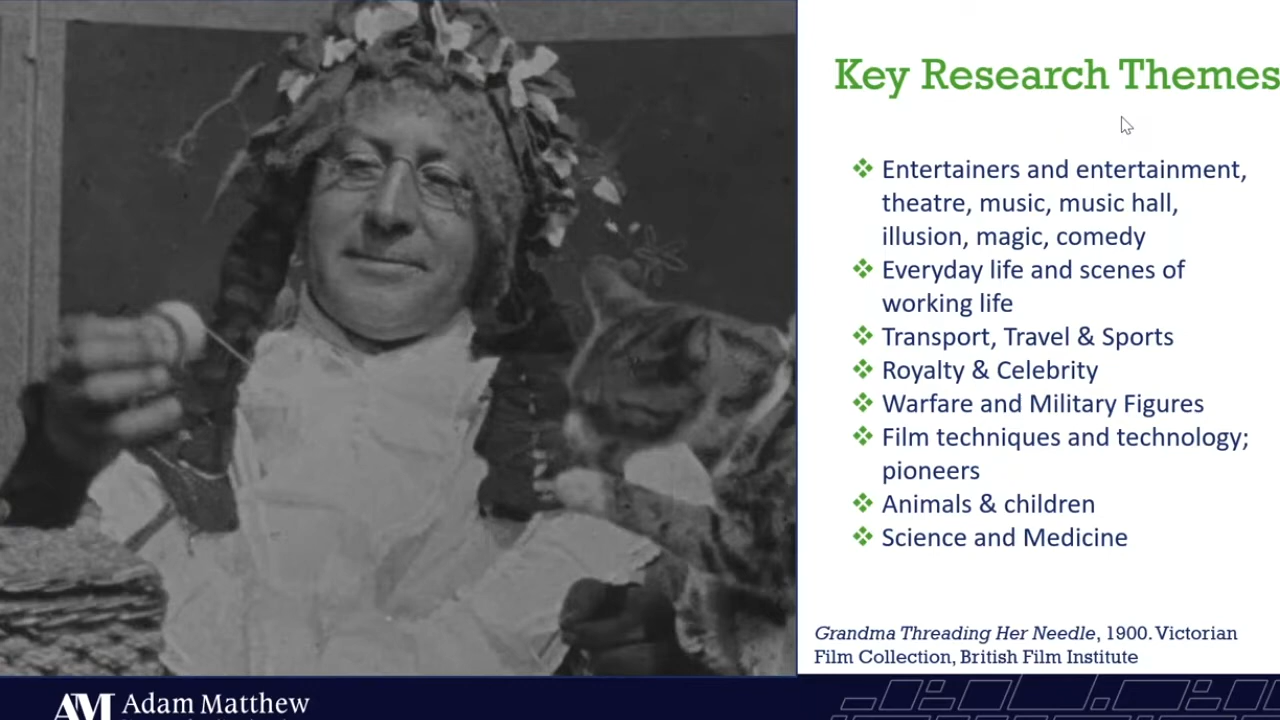 Key Research Themes
Entertainers and entertainment,
theatre, music, music hall,
illusion, magic, comedy
Everyday life and scenes of
working life
Transport, Travel & Sports
Royalty & Celebrity
Warfare and Military Figures
Film techniques and technology;
pioneers
Animals & children
Science and Medicine
Grandma Threading Her Needle, 1900. Victorian
Film Collection, British Film Institute
AM Adam Matthew